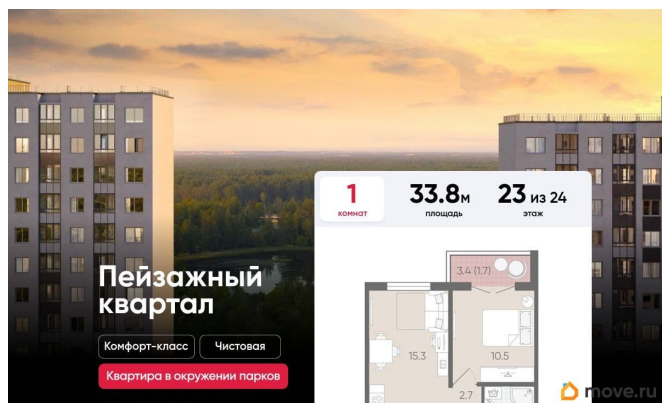 1
комнат
33.8м
площадь
23 из 24
этаж
Пейзажный
квартал
Комфорт-класс
Чистовая
Квартира в окружении парков
3.4 (1.7)
15.3
10.5
2.7
move.ru